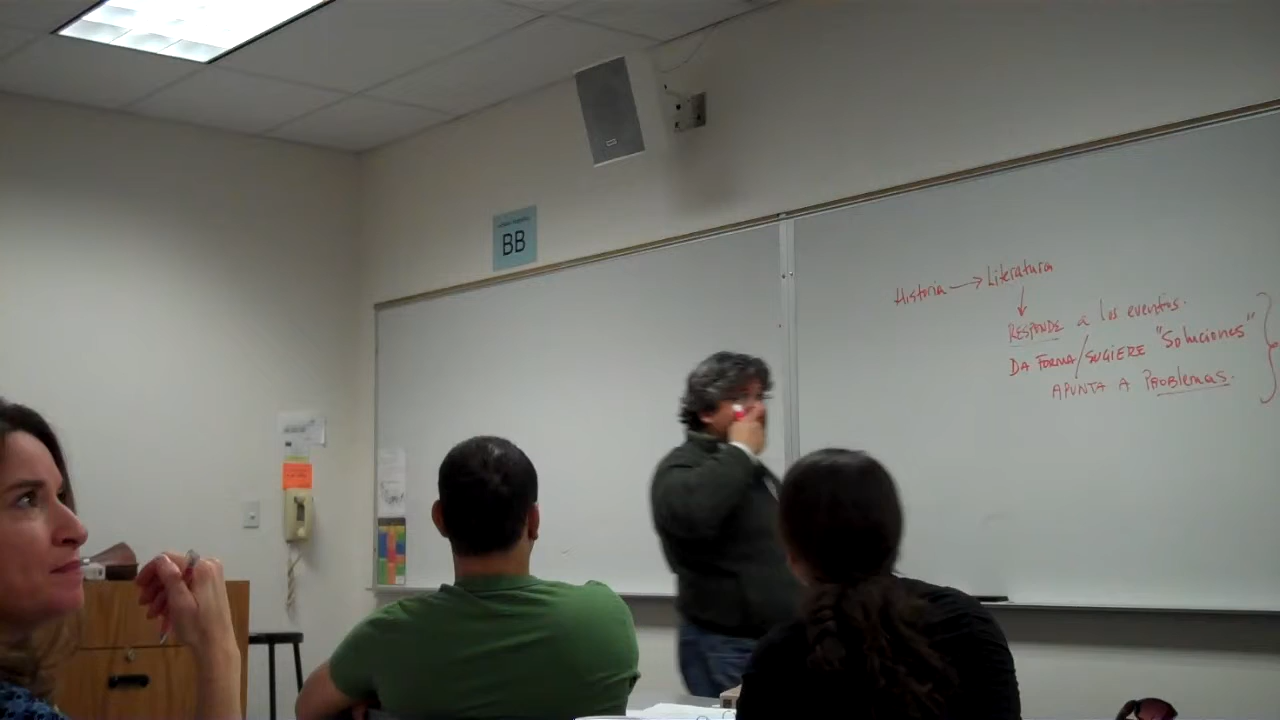 BB
Historia → Literatura
RESPONDE a los eventos.
DA FORMA/SUGIERE "Soluciones"
APUNTA A PROBlemas.